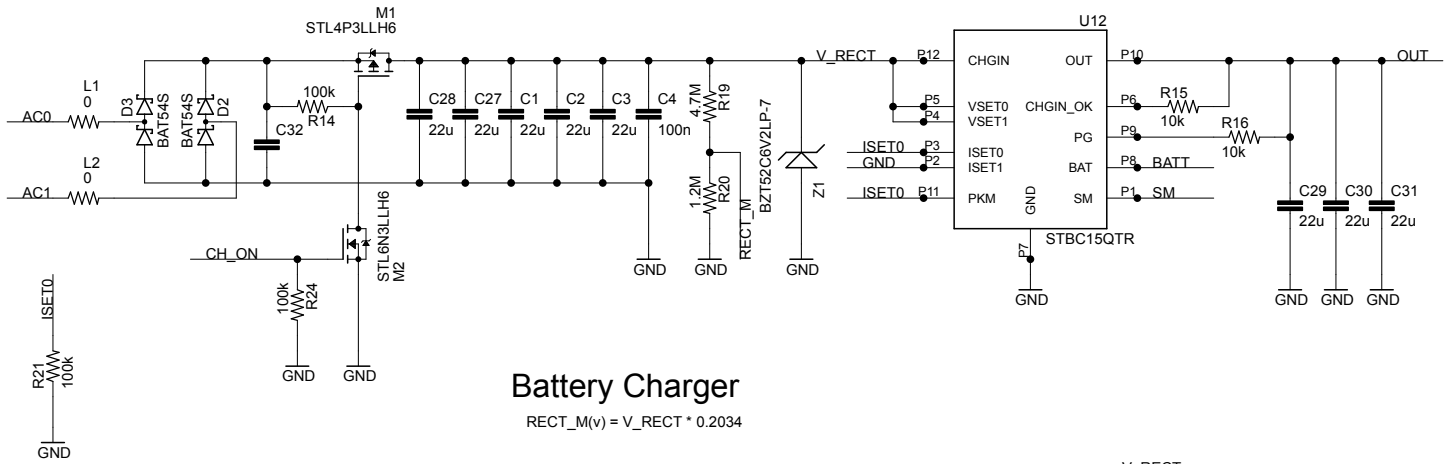 M1
STL4P3LLH6
U12
V_RECT
P12
CHGIN
OUT
P10
OUT
L1
0
D3
BAT54S
BAT54S
D2
100k
R14
C28
22u
C27
22u
C1
22u
C2
22u
C3
22u
C4
100n
4.7M
R19
P5
VSET0
CHGIN_OK
P6
R15
10k
P4
VSET1
AC0
C32
PG
P9
R16
10k
ISET0
P3
ISET0
GND
P2
ISET1
BAT
P8
BATT
L2
0
AC1
1.2M
R20
RECT_M
BZT52C6V2LP-7
Z1
ISET0
P11
PKM
GND
SM
P1
SM
C29
22u
C30
22u
C31
22u
STL6N3LLH6
M2
STBC15QTR
P7
CH_ON
GND
GND
GND
GND
GND
GND
GND
100k
R24
ISET0
R21
100k
GND
GND
GND
Battery Charger
RECT_M(v) = V_RECT * 0.2034